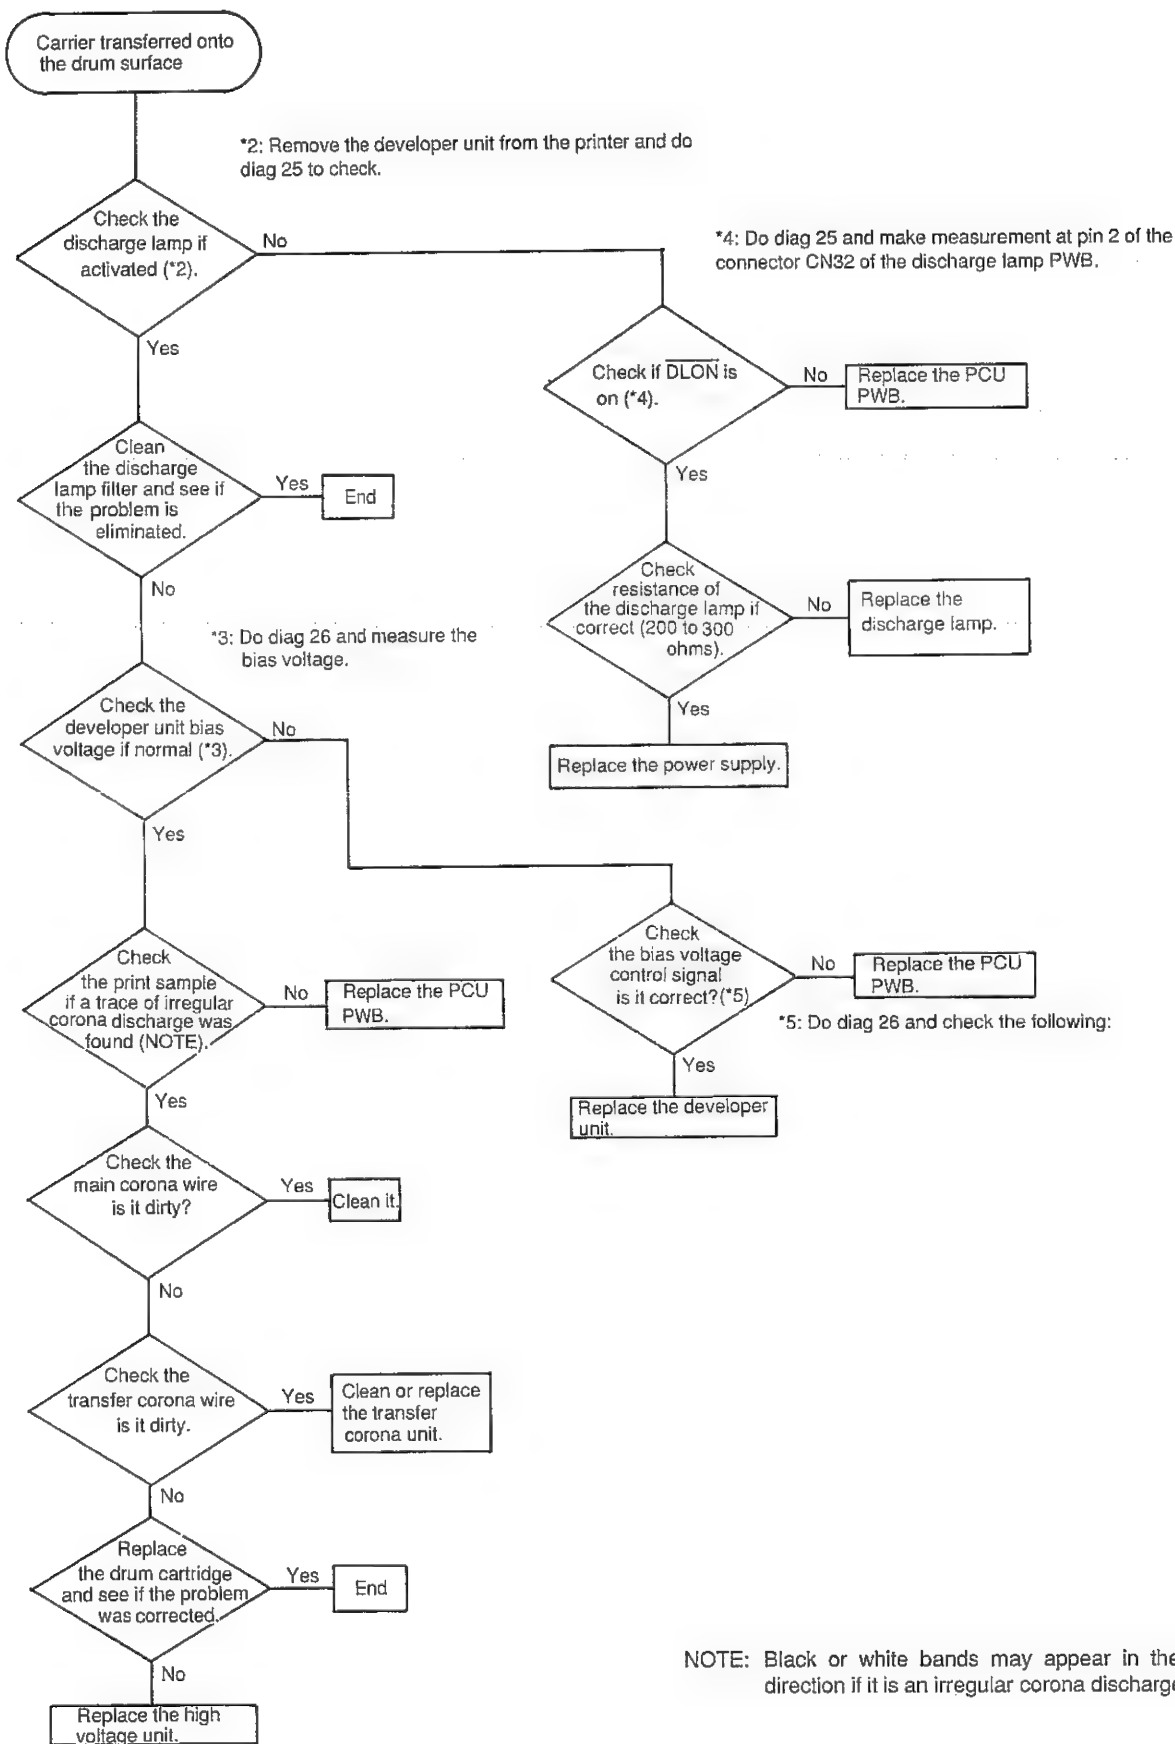 Carrier transferred onto
the drum surface
*2: Remove the developer unit from the printer and do
diag 25 to check.
Check the
discharge lamp if
activated (*2).
No
Yes
*4: Do diag 25 and make measurement at pin 2 of the
connector CN32 of the discharge lamp PWB.
Check if DLON is
on (*4).
No
Replace the PCU
PWB.
Yes
Clean
the discharge
lamp filter and see if
the problem is
eliminated.
Yes
End
No
Check
resistance of
the discharge lamp if
correct (200 to 300
ohms).
No
Replace the
discharge lamp.
Yes
Replace the power supply.
*3: Do diag 26 and measure the
bias voltage.
Check the
developer unit bias
voltage if normal (*3).
No
Yes
Check
the bias voltage
control signal
is it correct?(*5)
No
Replace the PCU
PWB.
*5: Do diag 26 and check the following:
Yes
Replace the developer
unit.
Check
the print sample
if a trace of irregular
corona discharge was
found (NOTE).
No
Replace the PCU
PWB.
Yes
Check the
main corona wire
is it dirty?
Yes
Clean it.
No
Check the
transfer corona wire
is it dirty.
Yes
Clean or replace
the transfer
corona unit.
No
Replace
the drum cartridge
and see if the problem
was corrected.
Yes
End
No
Replace the high
voltage unit.
NOTE: Black or white bands may appear in the
direction if it is an irregular corona discharge